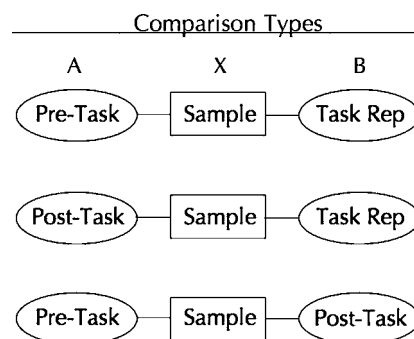 Comparison Types
A X B
Pre-Task Sample Task Rep
Post-Task Sample Task Rep
Pre-Task Sample Post-Task